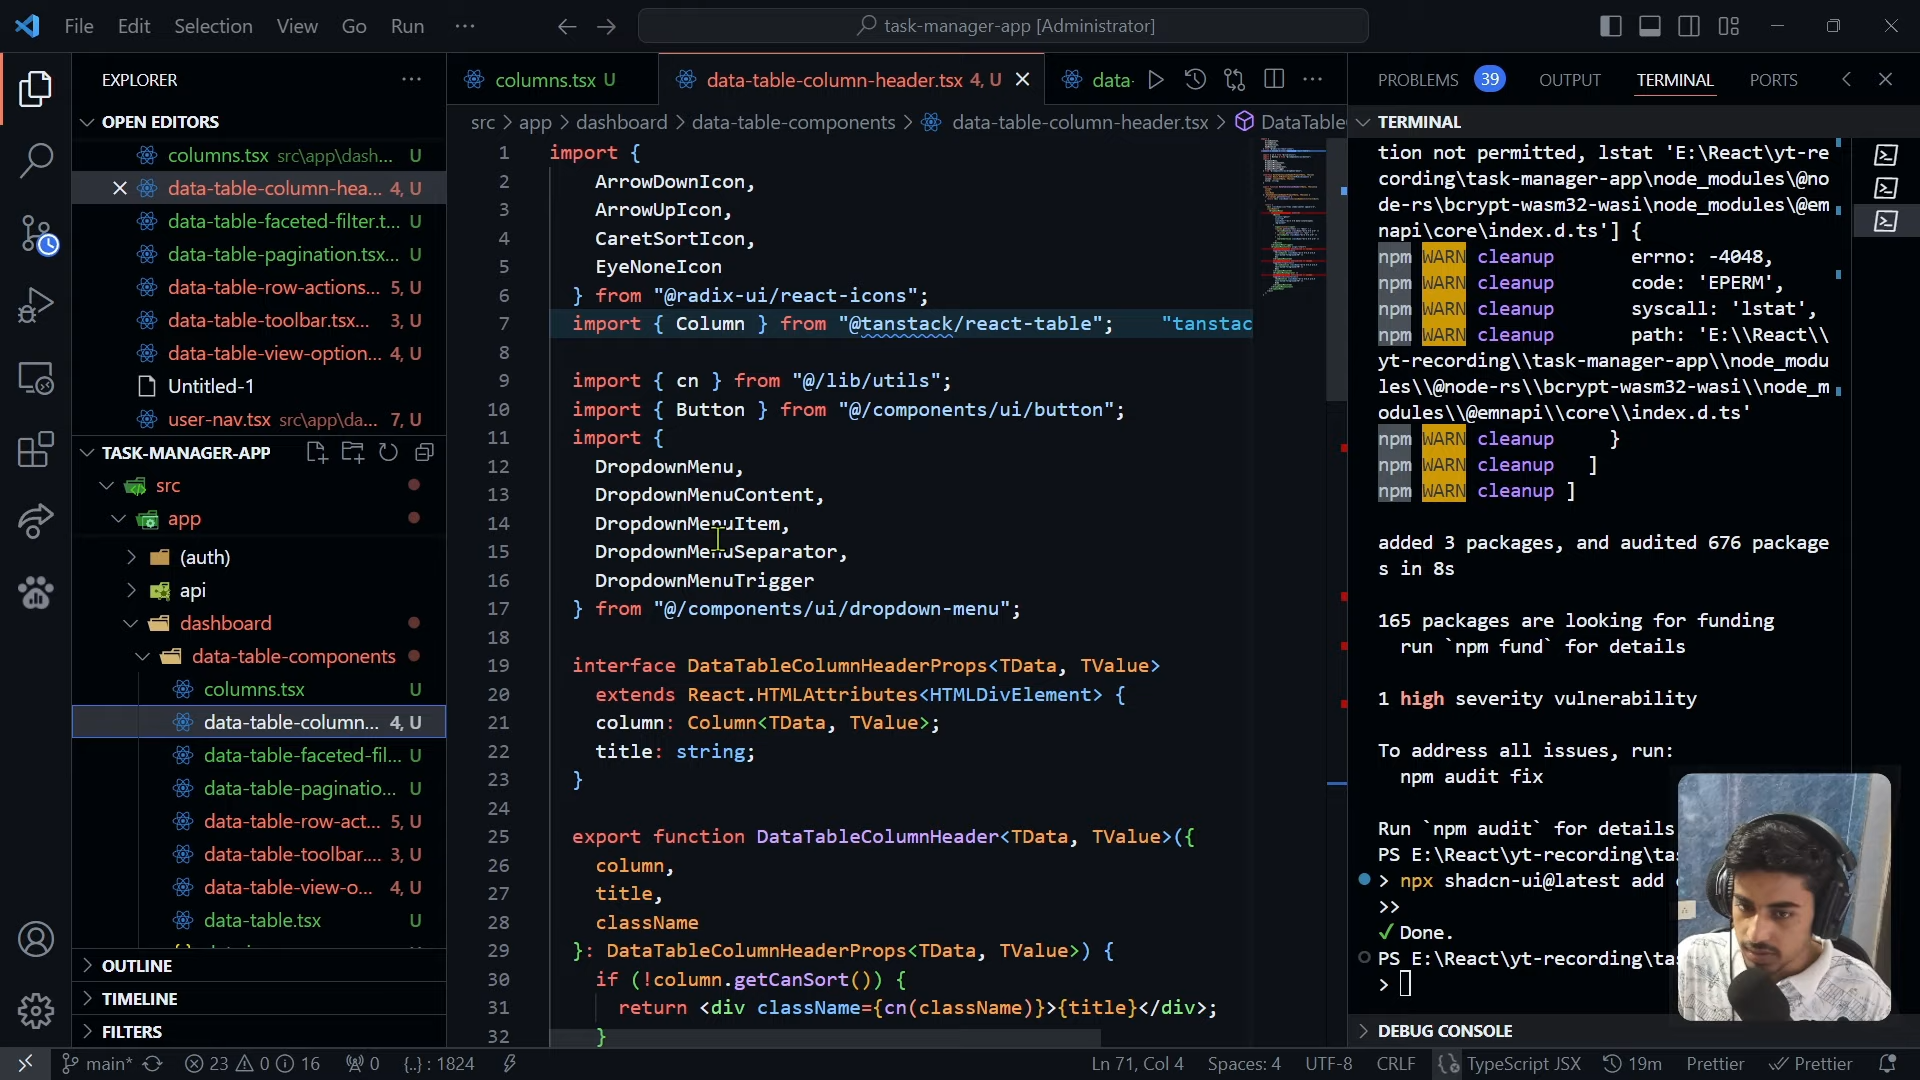 File Edit Selection View Go Run ··· task-manager-app [Administrator]
EXPLORER
OPEN EDITORS
columns.tsx src\app\dash... U
data-table-column-hea... 4, U
data-table-faceted-filter.t... U
data-table-pagination.tsx... U
data-table-row-actions... 5, U
data-table-toolbar.tsx... 3, U
data-table-view-option... 4, U
Untitled-1
user-nav.tsx src\app\da... 7, U
TASK-MANAGER-APP
src
app
(auth)
api
dashboard
data-table-components
columns.tsx U
data-table-column... 4, U
data-table-faceted-fil... U
data-table-paginatio... U
data-table-row-act... 5, U
data-table-toolbar.... 3, U
data-table-view-o... 4, U
data-table.tsx U
OUTLINE
TIMELINE
FILTERS
columns.tsx U data-table-column-header.tsx 4, U data-
src > app > dashboard > data-table-components > data-table-column-header.tsx > DataTable
1 import {
2 ArrowDownIcon,
3 ArrowUpIcon,
4 CaretSortIcon,
5 EyeNoneIcon
6 } from "@radix-ui/react-icons";
7 import { Column } from "@tanstack/react-table"; "tanstac
8
9 import { cn } from "@/lib/utils";
10 import { Button } from "@/components/ui/button";
11 import {
12 DropdownMenu,
13 DropdownMenuContent,
14 DropdownMenuItem,
15 DropdownMenuSeparator,
16 DropdownMenuTrigger
17 } from "@/components/ui/dropdown-menu";
18
19 interface DataTableColumnHeaderProps<TData, TValue>
20 extends React.HTMLAttributes<HTMLDivElement> {
21 column: Column<TData, TValue>;
22 title: string;
23 }
24
25 export function DataTableColumnHeader<TData, TValue>({
26 column,
27 title,
28 className
29 }: DataTableColumnHeaderProps<TData, TValue>) {
30 if (!column.getCanSort()) {
31 return <div className={cn(className)}>{title}</div>;
32 }
PROBLEMS 39 OUTPUT TERMINAL PORTS
TERMINAL
tion not permitted, lstat 'E:\React\yt-re
cording\task-manager-app\node_modules\@no
de-rs\bcrypt-wasm32-wasi\node_modules\@em
napi\core\index.d.ts'] {
npm WARN cleanup errno: -4048,
npm WARN cleanup code: 'EPERM',
npm WARN cleanup syscall: 'lstat',
npm WARN cleanup path: 'E:\\React\\
yt-recording\\task-manager-app\\node_modu
les\\@node-rs\\bcrypt-wasm32-wasi\\node_m
odules\\@emnapi\\core\\index.d.ts'
npm WARN cleanup }
npm WARN cleanup ]
npm WARN cleanup ]
added 3 packages, and audited 676 package
s in 8s
165 packages are looking for funding
run `npm fund` for details
1 high severity vulnerability
To address all issues, run:
npm audit fix
Run `npm audit` for details
PS E:\React\yt-recording\tas
> npx shadcn-ui@latest add
>>
✓ Done.
PS E:\React\yt-recording\tas
>
DEBUG CONSOLE
main* 23 0 16 0 {..} : 1824 Ln 71, Col 4 Spaces: 4 UTF-8 CRLF TypeScript JSX 19m Prettier Prettier